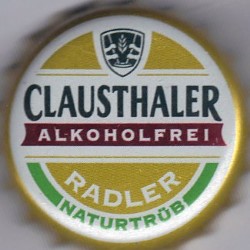 CLAUSTHALER
ALKOHOLFREI
RADLER
NATURTRÜB